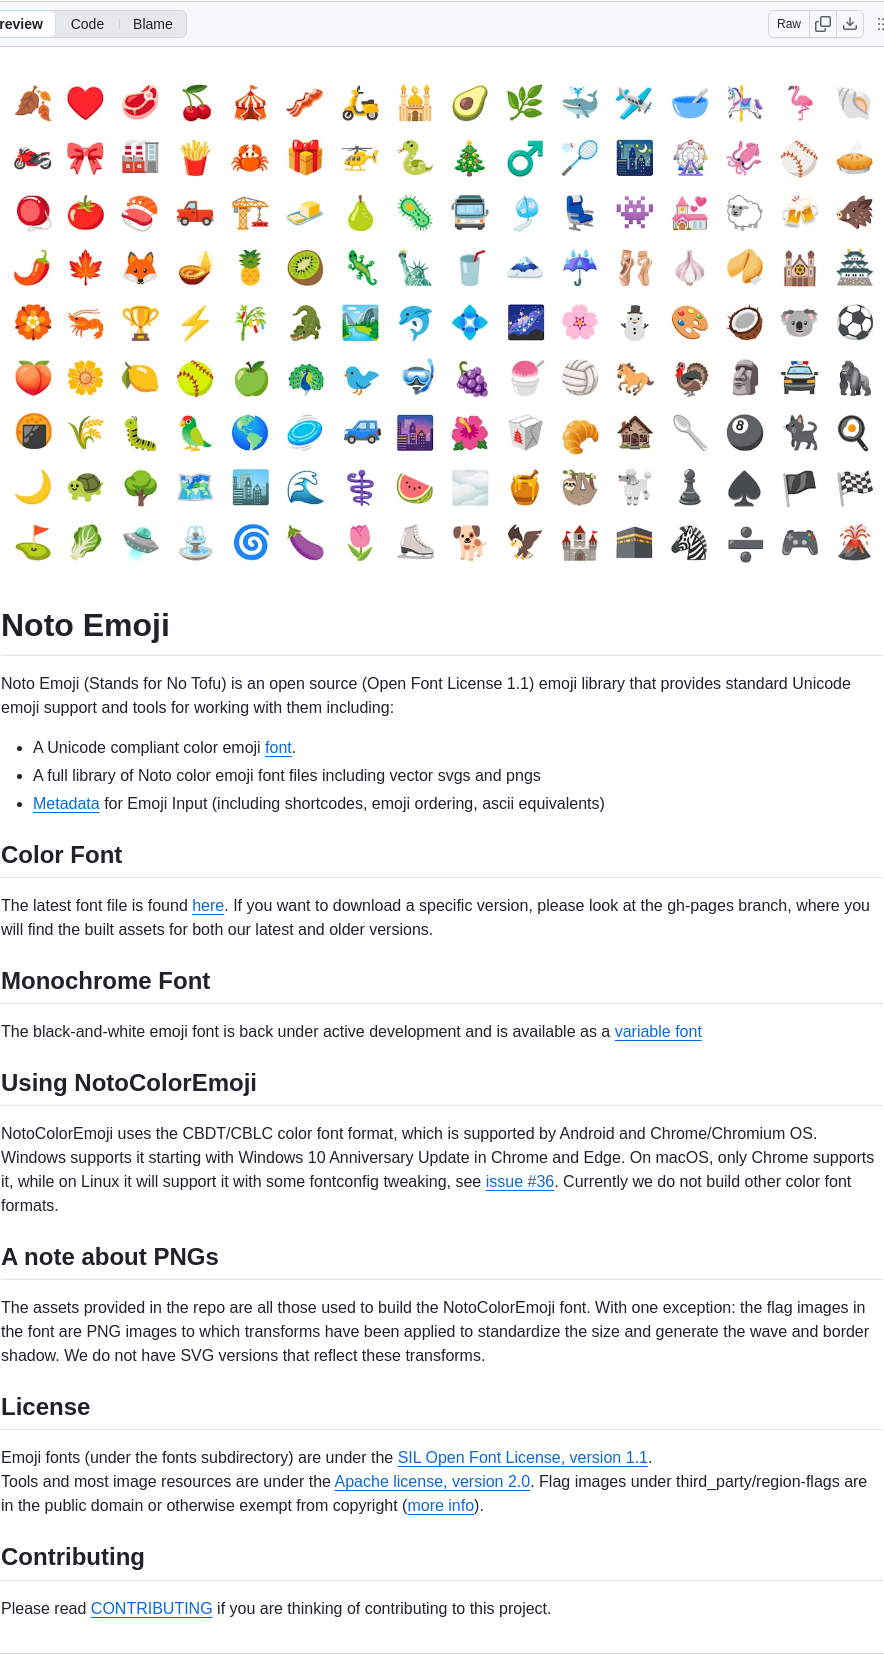 review Code Blame Raw
Noto Emoji
Noto Emoji (Stands for No Tofu) is an open source (Open Font License 1.1) emoji library that provides standard Unicode
emoji support and tools for working with them including:
A Unicode compliant color emoji font.
A full library of Noto color emoji font files including vector svgs and pngs
Metadata for Emoji Input (including shortcodes, emoji ordering, ascii equivalents)
Color Font
The latest font file is found here. If you want to download a specific version, please look at the gh-pages branch, where you
will find the built assets for both our latest and older versions.
Monochrome Font
The black-and-white emoji font is back under active development and is available as a variable font
Using NotoColorEmoji
NotoColorEmoji uses the CBDT/CBLC color font format, which is supported by Android and Chrome/Chromium OS.
Windows supports it starting with Windows 10 Anniversary Update in Chrome and Edge. On macOS, only Chrome supports
it, while on Linux it will support it with some fontconfig tweaking, see issue #36. Currently we do not build other color font
formats.
A note about PNGs
The assets provided in the repo are all those used to build the NotoColorEmoji font. With one exception: the flag images in
the font are PNG images to which transforms have been applied to standardize the size and generate the wave and border
shadow. We do not have SVG versions that reflect these transforms.
License
Emoji fonts (under the fonts subdirectory) are under the SIL Open Font License, version 1.1.
Tools and most image resources are under the Apache license, version 2.0. Flag images under third_party/region-flags are
in the public domain or otherwise exempt from copyright (more info).
Contributing
Please read CONTRIBUTING if you are thinking of contributing to this project.